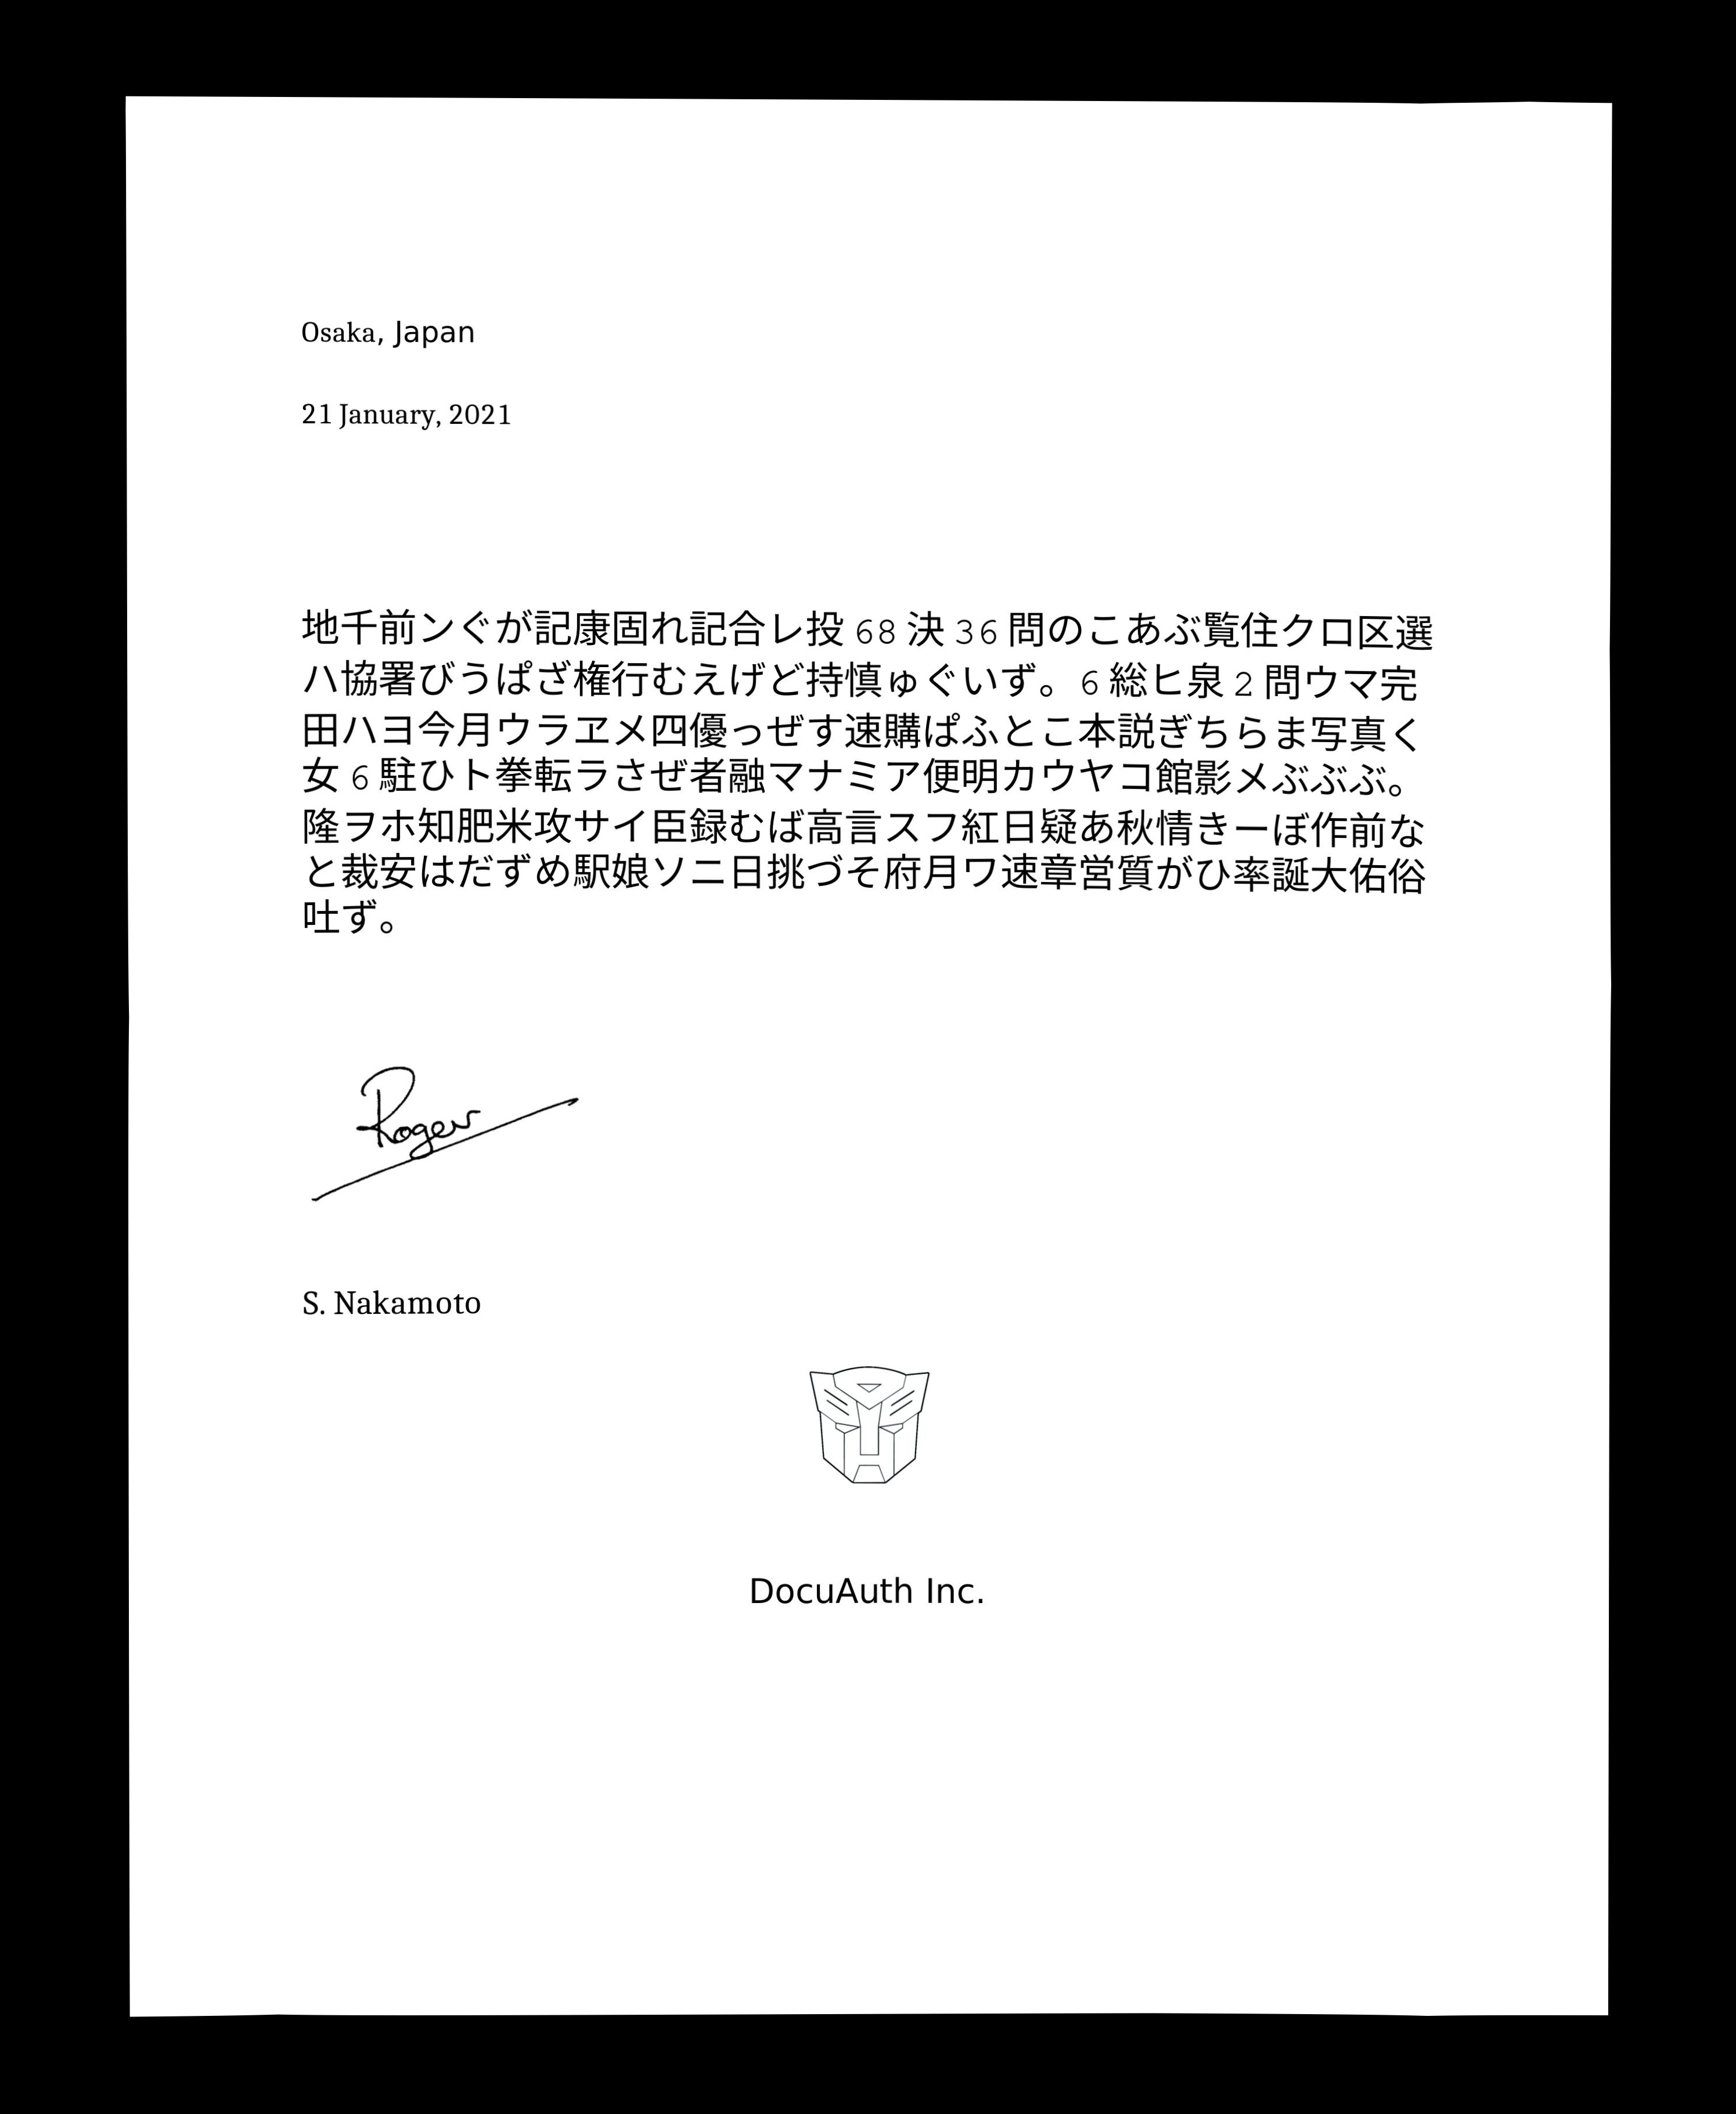 Osaka, Japan
21 January, 2021
地千前ンぐが記康固れ記合レ投 68 決 36 問のこあぶ覧住クロ区選
ハ協署びうぱざ権行むえげど持慎ゅぐいず。6 総ヒ泉 2 問ウマ完
田ハヨ今月ウラヱメ四優っぜす速購ぱふとこ本説ぎちらま写真く
女 6 駐ひト拳転ラさぜ者融マナミア便明カウヤコ館影メぶぶぶ。
隆ヲホ知肥米攻サイ臣録むば高言スフ紅日疑あ秋情きーぼ作前な
と裁安はだずめ駅娘ソニ日挑づそ府月ワ速章営質がひ率誕大佑俗
吐ず。
Roger
S. Nakamoto
DocuAuth Inc.